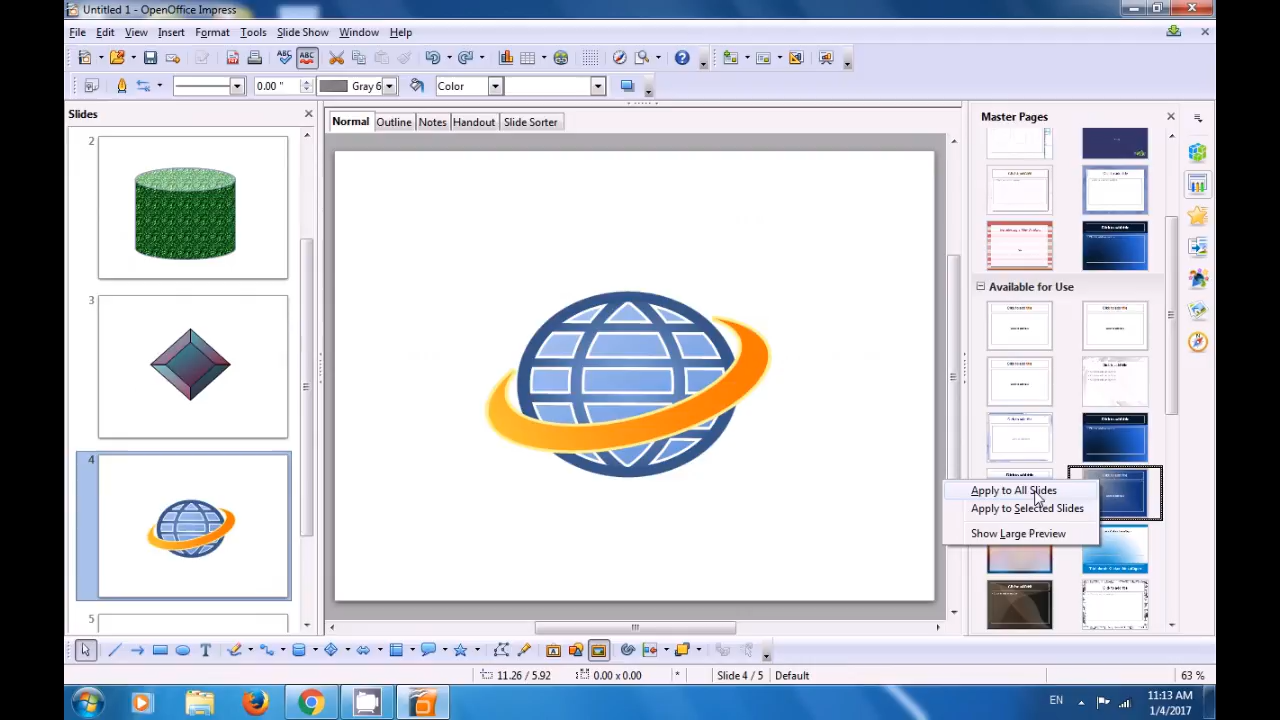 Untitled 1 - OpenOffice Impress
File Edit View Insert Format Tools Slide Show Window Help
ABC ABC
0.00 " Gray 6 Color
Slides
Normal Outline Notes Handout Slide Sorter
Master Pages
2
3
4
5
Available for Use
Apply to All Slides
Apply to Selected Slides
Show Large Preview
11.26 / 5.92 0.00 x 0.00 * Slide 4 / 5 Default 63 %
EN 11:13 AM
1/4/2017